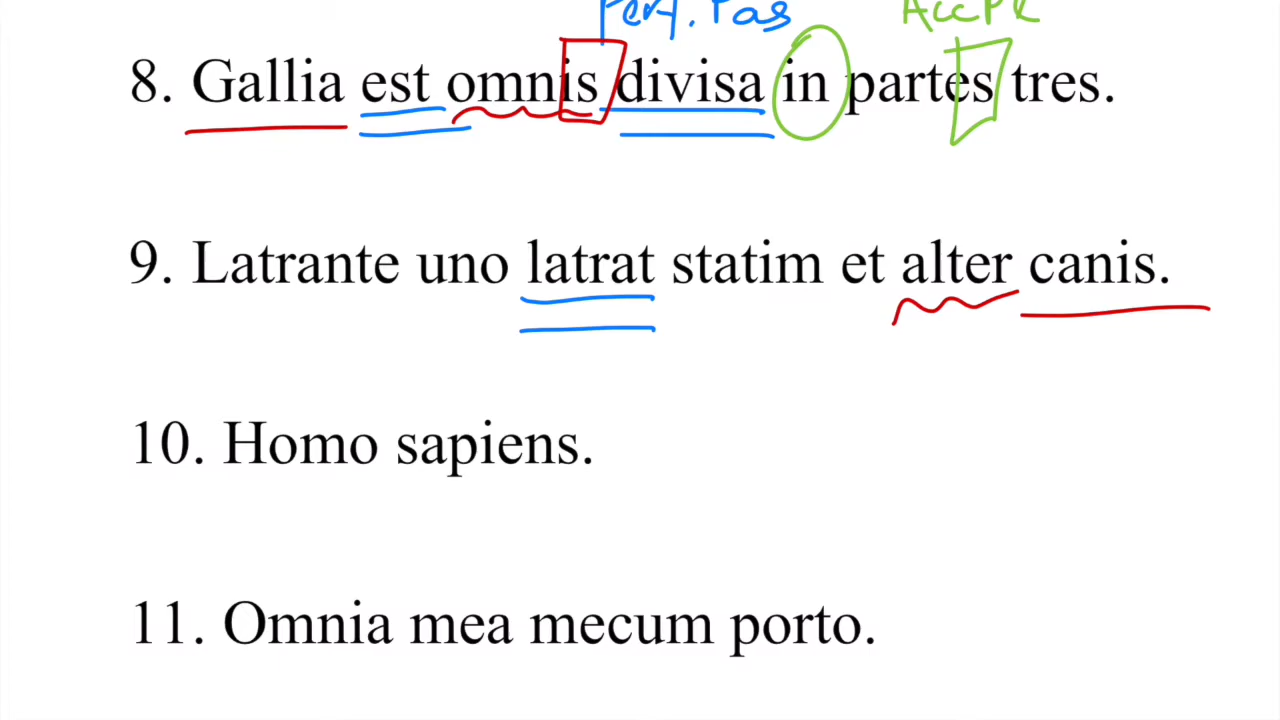 Perf. Pas AccPl
8. Gallia est omnis divisa in partes tres.
9. Latrante uno latrat statim et alter canis.
10. Homo sapiens.
11. Omnia mea mecum porto.